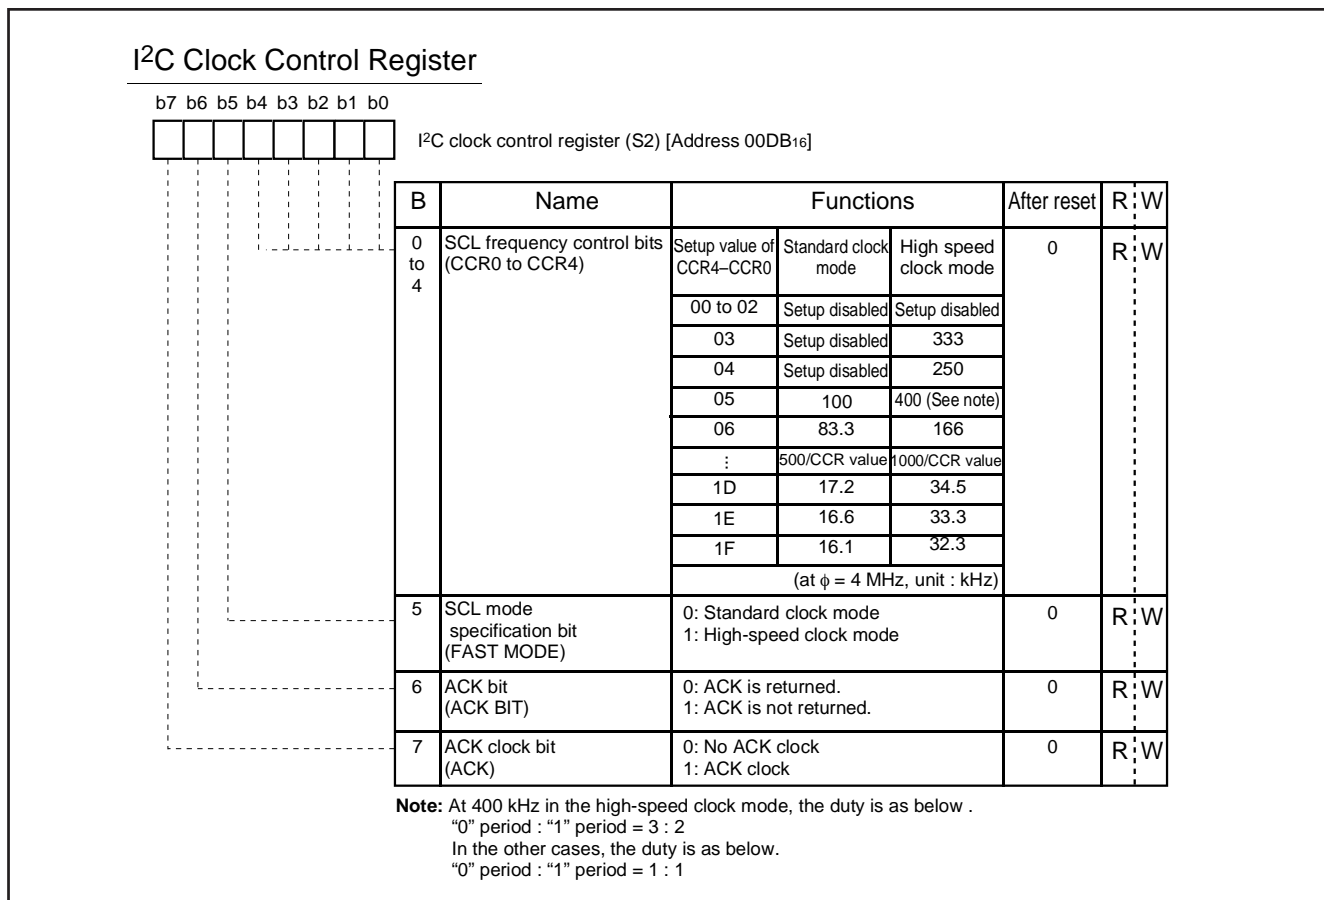 I2C Clock Control Register
b7 b6 b5 b4 b3 b2 b1 b0
I2C clock control register (S2) [Address 00DB16]
B Name Functions After reset R W
0 to 4
SCL frequency control bits
(CCR0 to CCR4)
Setup value of CCR4–CCR0 Standard clock mode High speed clock mode
0 R W
00 to 02 Setup disabled Setup disabled
03 Setup disabled 333
04 Setup disabled 250
05 100 400 (See note)
06 83.3 166
⋮ 500/CCR value 1000/CCR value
1D 17.2 34.5
1E 16.6 33.3
1F 16.1 32.3
(at ϕ = 4 MHz, unit : kHz)
5 SCL mode 0: Standard clock mode 0 R W
specification bit 1: High-speed clock mode
(FAST MODE)
6 ACK bit 0: ACK is returned. 0 R W
(ACK BIT) 1: ACK is not returned.
7 ACK clock bit 0: No ACK clock 0 R W
(ACK) 1: ACK clock
Note: At 400 kHz in the high-speed clock mode, the duty is as below .
“0” period : “1” period = 3 : 2
In the other cases, the duty is as below.
“0” period : “1” period = 1 : 1